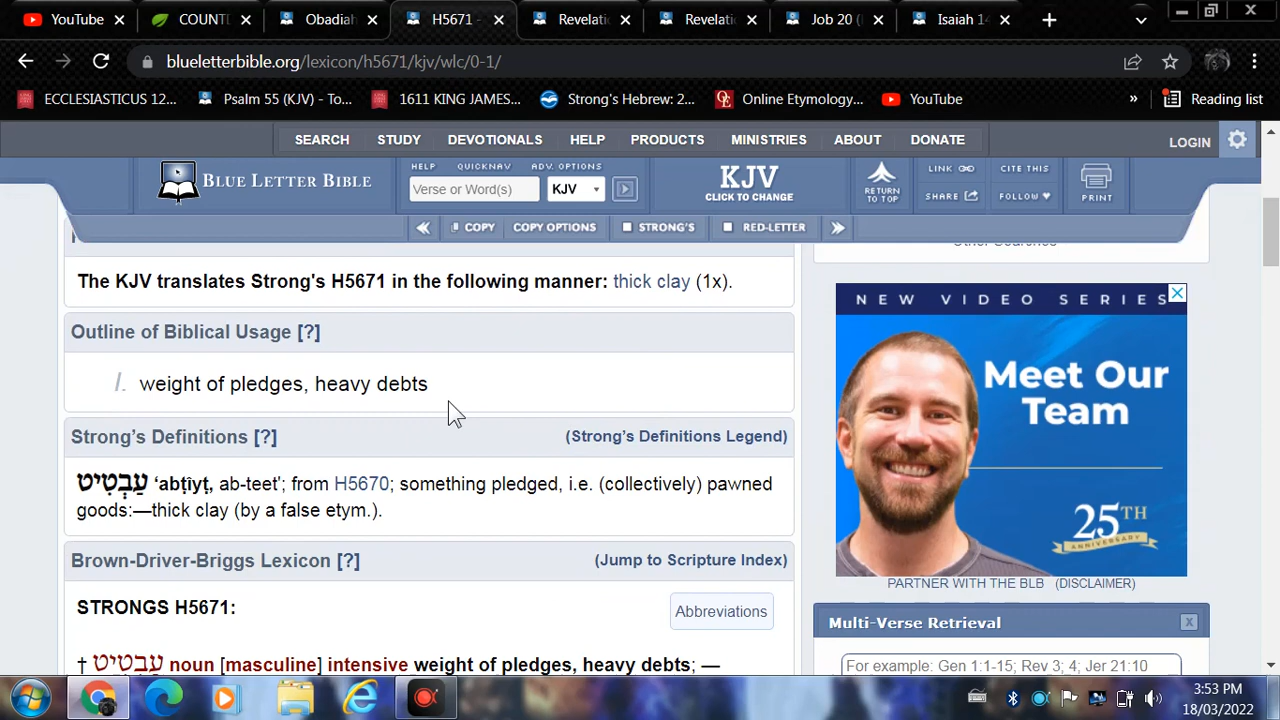 YouTube
COUNTD
Obadiah
H5671 -
Revelatio
Revelat
Job 20 (
Isaiah 14
blueletterbible.org/lexicon/h5671/kjv/wlc/0-1/
ECCLESIASTICUS 12...
Psalm 55 (KJV) - To...
1611 KING JAMES...
Strong's Hebrew: 2...
Online Etymology...
YouTube
»
Reading list
SEARCH STUDY DEVOTIONALS HELP PRODUCTS MINISTRIES ABOUT DONATE LOGIN
BLUE LETTER BIBLE
HELP QUICKNAV ADV. OPTIONS
Verse or Word(s) KJV
KJV
CLICK TO CHANGE
RETURN
TO TOP
LINK CITE THIS
SHARE FOLLOW
PRINT
COPY COPY OPTIONS STRONG'S RED-LETTER
The KJV translates Strong's H5671 in the following manner: thick clay (1x).
Outline of Biblical Usage [?]
I. weight of pledges, heavy debts
Strong's Definitions [?] (Strong's Definitions Legend)
עַבְטִיט ʻabṭîyṭ, ab-teet'; from H5670; something pledged, i.e. (collectively) pawned
goods:—thick clay (by a false etym.).
Brown-Driver-Briggs Lexicon [?] (Jump to Scripture Index)
STRONGS H5671:
Abbreviations
† עַבְטִיט noun [masculine] intensive weight of pledges, heavy debts; —
NEW VIDEO SERIES
Meet Our
Team
25TH
ANNIVERSARY
PARTNER WITH THE BLB (DISCLAIMER)
Multi-Verse Retrieval
For example: Gen 1:1-15; Rev 3; 4; Jer 21:10
3:53 PM
18/03/2022